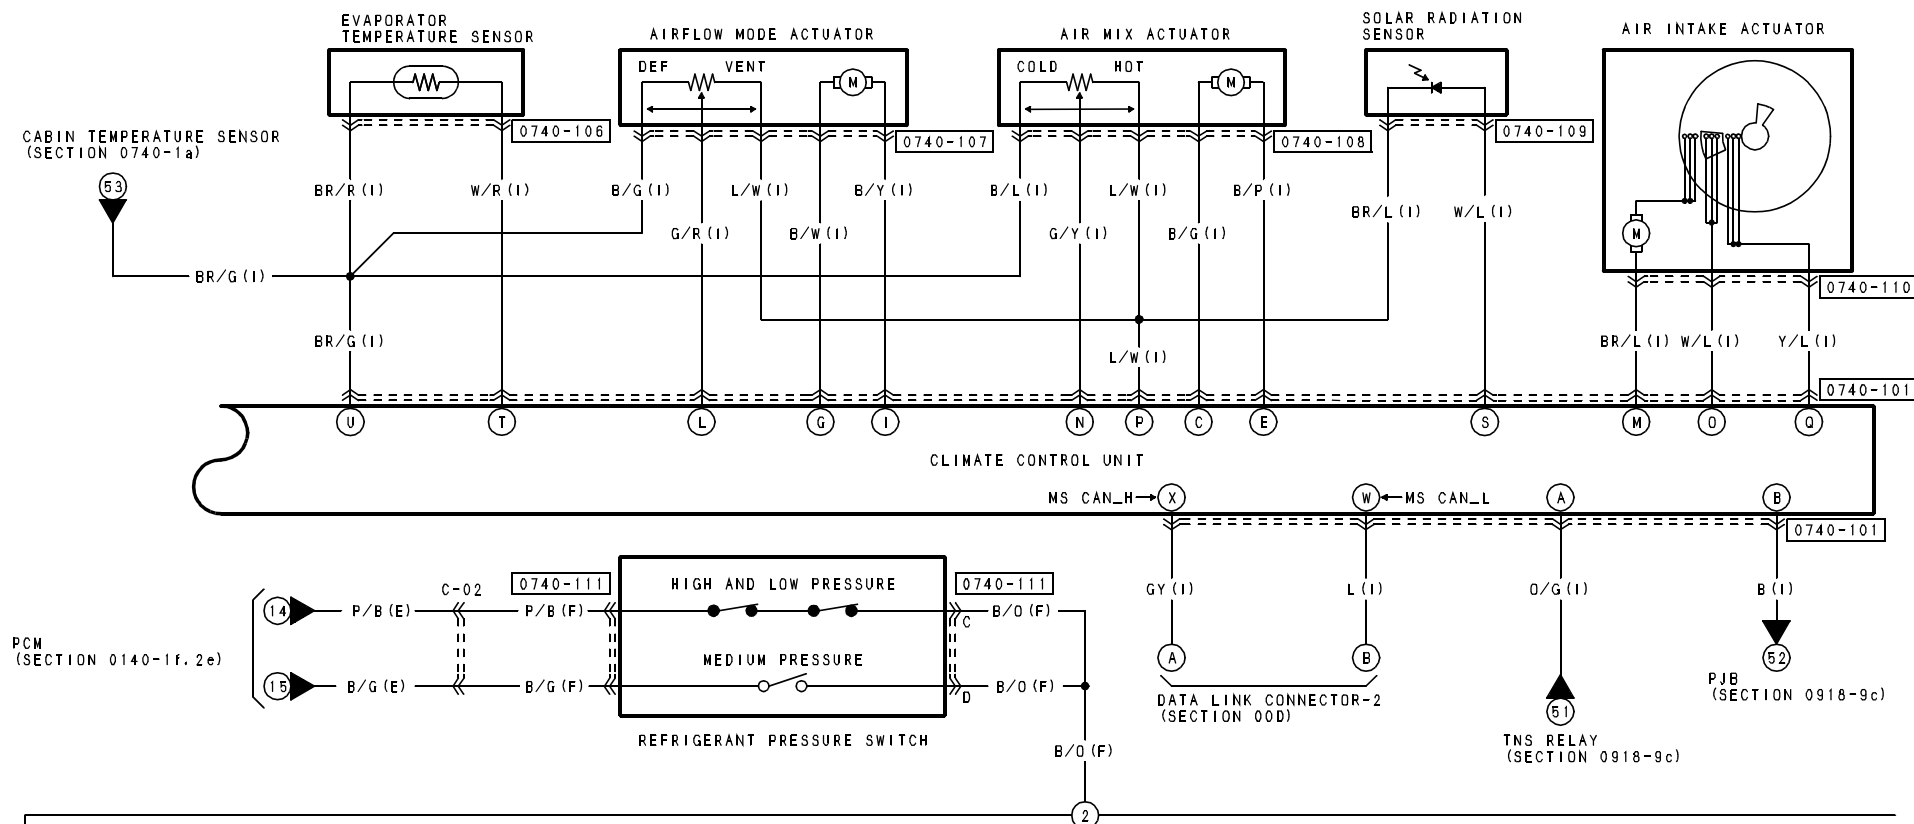 EVAPORATOR
TEMPERATURE SENSOR
AIRFLOW MODE ACTUATOR
AIR MIX ACTUATOR
SOLAR RADIATION
SENSOR
AIR INTAKE ACTUATOR
DEF
VENT
M
COLD
HOT
M
M
CABIN TEMPERATURE SENSOR
(SECTION 0740-1a)
53
0740-106
0740-107
0740-108
0740-109
0740-110
BR/R(I)
W/R(I)
B/G(I)
L/W(I)
B/Y(I)
B/L(I)
L/W(I)
B/P(I)
BR/L(I)
W/L(I)
G/R(I)
B/W(I)
G/Y(I)
B/G(I)
BR/G(I)
BR/G(I)
L/W(I)
BR/L(I)
W/L(I)
Y/L(I)
0740-101
U
T
L
G
I
N
P
C
E
S
M
O
Q
CLIMATE CONTROL UNIT
MS CAN_H
X
W
MS CAN_L
A
B
0740-101
GY(I)
L(I)
O/G(I)
B(I)
A
B
DATA LINK CONNECTOR-2
(SECTION 00D)
51
TNS RELAY
(SECTION 0918-9c)
52
PJB
(SECTION 0918-9c)
PCM
(SECTION 0140-1f.2e)
14
P/B(E)
C-02
P/B(F)
0740-111
HIGH AND LOW PRESSURE
0740-111
C
B/O(F)
15
B/G(E)
B/G(F)
MEDIUM PRESSURE
D
B/O(F)
REFRIGERANT PRESSURE SWITCH
B/O(F)
2